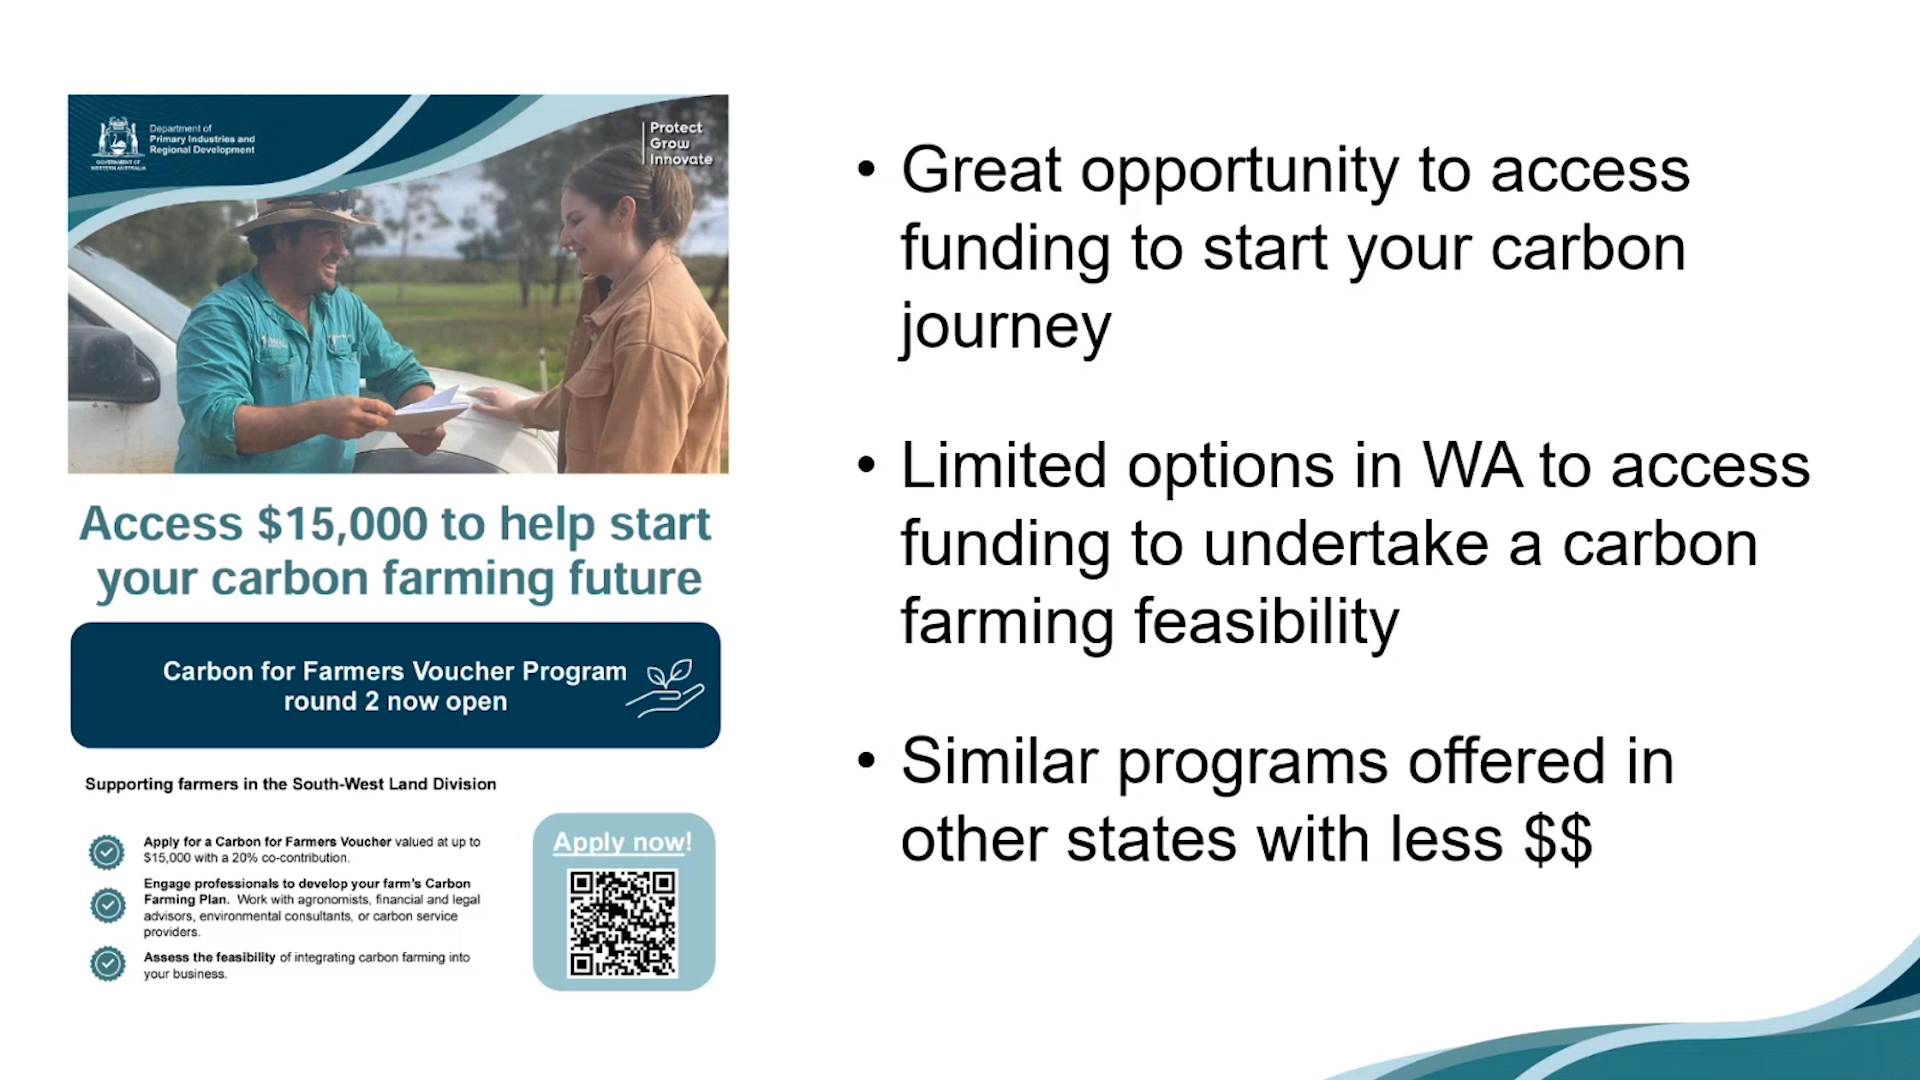 Department of
Primary Industries and
Regional Development
GOVERNMENT OF
WESTERN AUSTRALIA
Protect
Grow
Innovate
Access $15,000 to help start
your carbon farming future
Carbon for Farmers Voucher Program
round 2 now open
Supporting farmers in the South-West Land Division
Apply for a Carbon for Farmers Voucher valued at up to
$15,000 with a 20% co-contribution.
Engage professionals to develop your farm's Carbon
Farming Plan. Work with agronomists, financial and legal
advisors, environmental consultants, or carbon service
providers.
Assess the feasibility of integrating carbon farming into
your business.
Apply now!
• Great opportunity to access
funding to start your carbon
journey
• Limited options in WA to access
funding to undertake a carbon
farming feasibility
• Similar programs offered in
other states with less $$